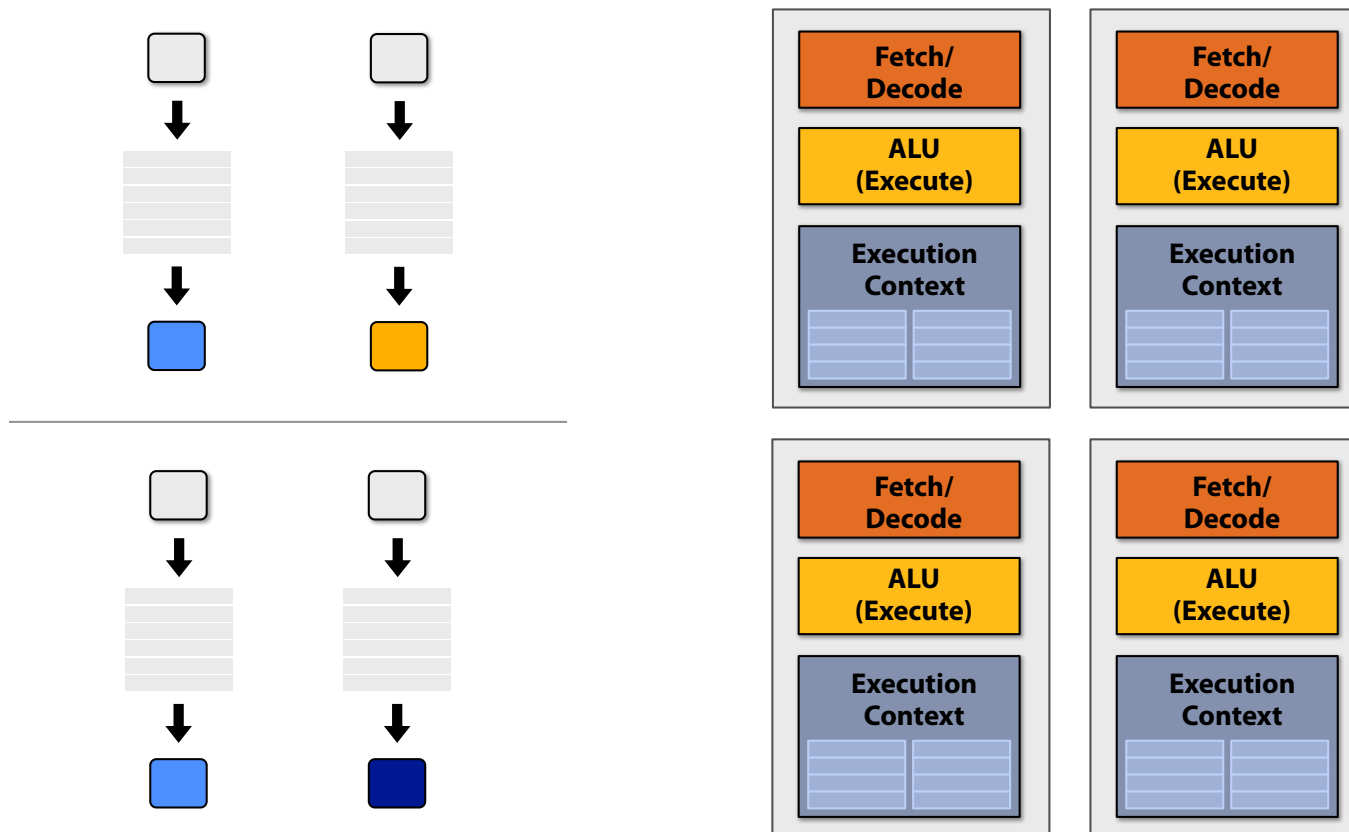 Fetch/
Decode
ALU
(Execute)
Execution
Context
Fetch/
Decode
ALU
(Execute)
Execution
Context
Fetch/
Decode
ALU
(Execute)
Execution
Context
Fetch/
Decode
ALU
(Execute)
Execution
Context